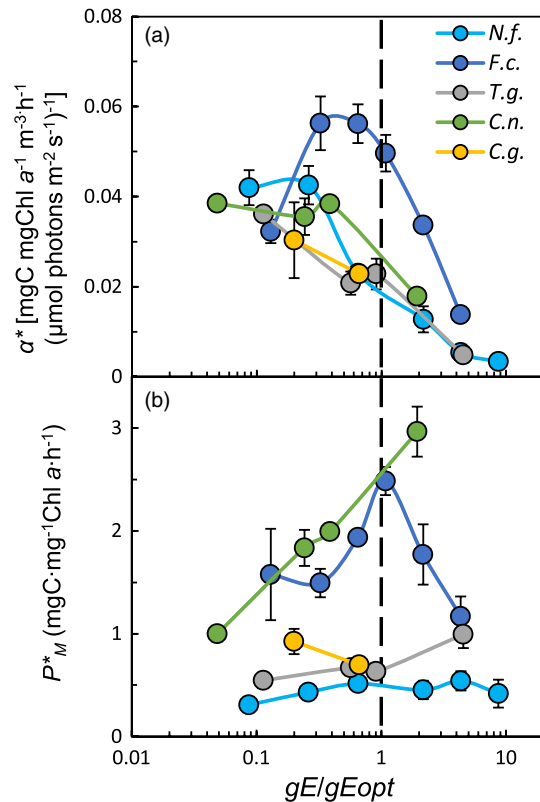 (a)
N.f.
F.c.
T.g.
C.n.
C.g.
α* [mgC mgChl a⁻¹ m⁻³·h⁻¹
(μmol photons m⁻² s⁻¹)⁻¹]
0.08
0.06
0.04
0.02
0
(b)
P*M (mgC·mg⁻¹Chl a·h⁻¹)
3
2
1
0
0.01
0.1
1
10
gE/gEopt